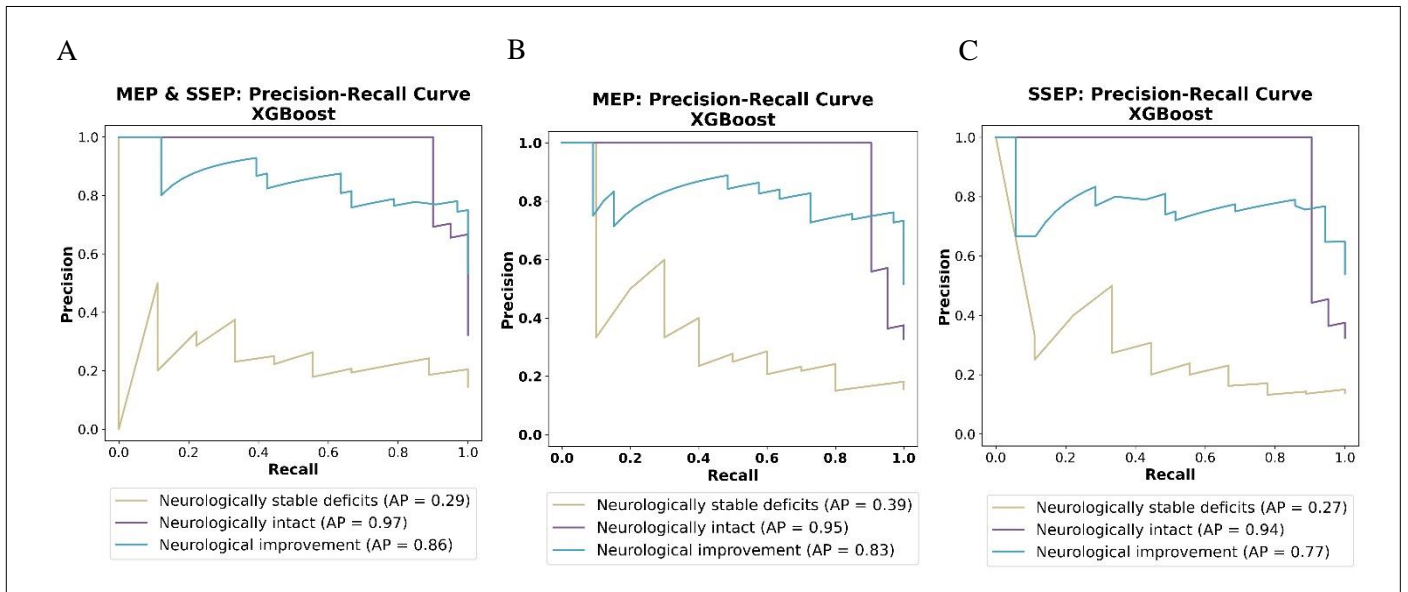 A
MEP & SSEP: Precision-Recall Curve
XGBoost
1.0
0.8
0.6
0.4
0.2
0.0
Precision
0.0 0.2 0.4 0.6 0.8 1.0
Recall
Neurologically stable deficits (AP = 0.29)
Neurologically intact (AP = 0.97)
Neurological improvement (AP = 0.86)
B
MEP: Precision-Recall Curve
XGBoost
1.0
0.8
0.6
0.4
0.2
0.0
Precision
0.0 0.2 0.4 0.6 0.8 1.0
Recall
Neurologically stable deficits (AP = 0.39)
Neurologically intact (AP = 0.95)
Neurological improvement (AP = 0.83)
C
SSEP: Precision-Recall Curve
XGBoost
1.0
0.8
0.6
0.4
0.2
0.0
Precision
0.0 0.2 0.4 0.6 0.8 1.0
Recall
Neurologically stable deficits (AP = 0.27)
Neurologically intact (AP = 0.94)
Neurological improvement (AP = 0.77)